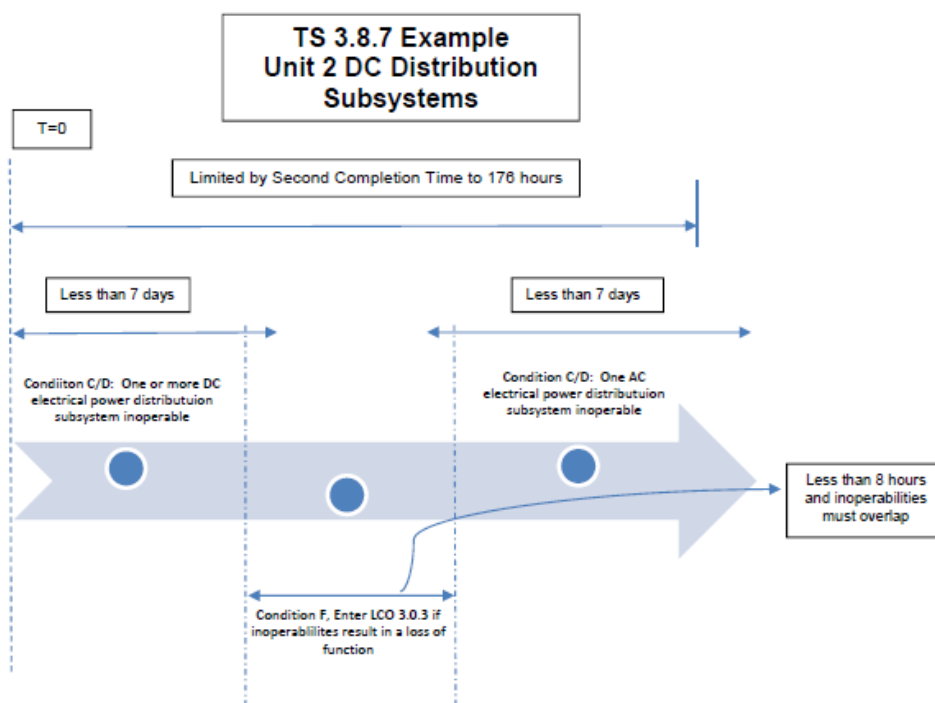 TS 3.8.7 Example
Unit 2 DC Distribution
Subsystems
T=0
Limited by Second Completion Time to 176 hours
Less than 7 days
Less than 7 days
Condiiton C/D: One or more DC
electrical power distributuion
subsystem inoperable
Condition C/D: One AC
electrical power distributuion
subsystem inoperable
Less than 8 hours
and inoperabilities
must overlap
Condition F, Enter LCO 3.0.3 if
inoperablilites result in a loss of
function